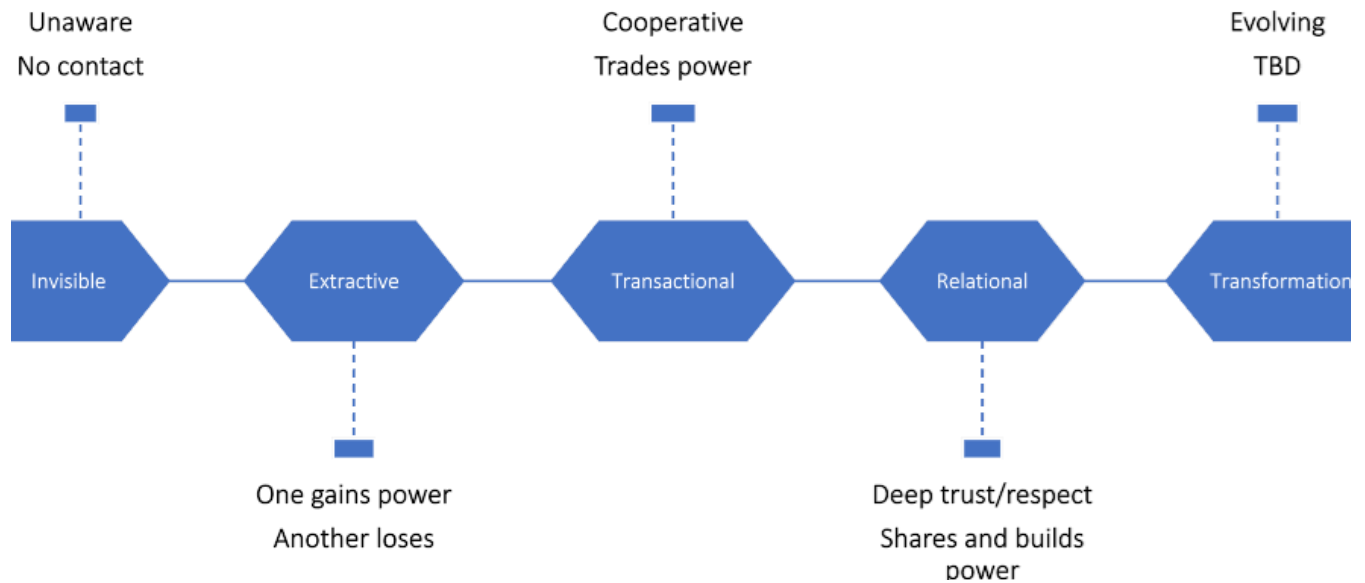 Unaware
No contact
Cooperative
Trades power
Evolving
TBD
Invisible
Extractive
Transactional
Relational
Transformation
One gains power
Another loses
Deep trust/respect
Shares and builds
power